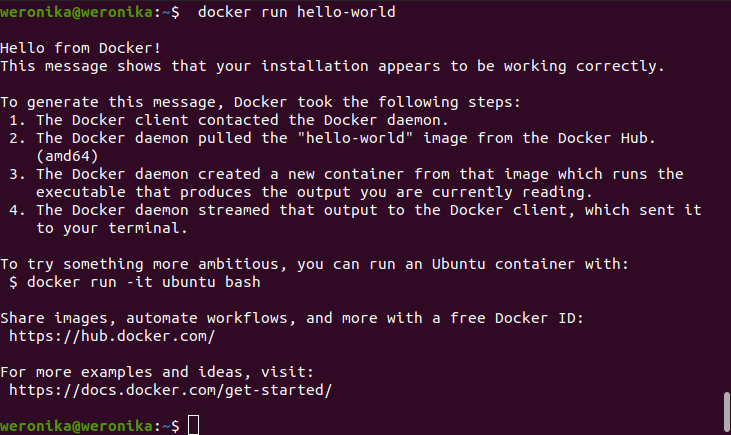 weronika@weronika:~$  docker run hello-world
Hello from Docker!
This message shows that your installation appears to be working correctly.
To generate this message, Docker took the following steps:
 1. The Docker client contacted the Docker daemon.
 2. The Docker daemon pulled the "hello-world" image from the Docker Hub.
    (amd64)
 3. The Docker daemon created a new container from that image which runs the
    executable that produces the output you are currently reading.
 4. The Docker daemon streamed that output to the Docker client, which sent it
    to your terminal.
To try something more ambitious, you can run an Ubuntu container with:
 $ docker run -it ubuntu bash
Share images, automate workflows, and more with a free Docker ID:
 https://hub.docker.com/
For more examples and ideas, visit:
 https://docs.docker.com/get-started/
weronika@weronika:~$